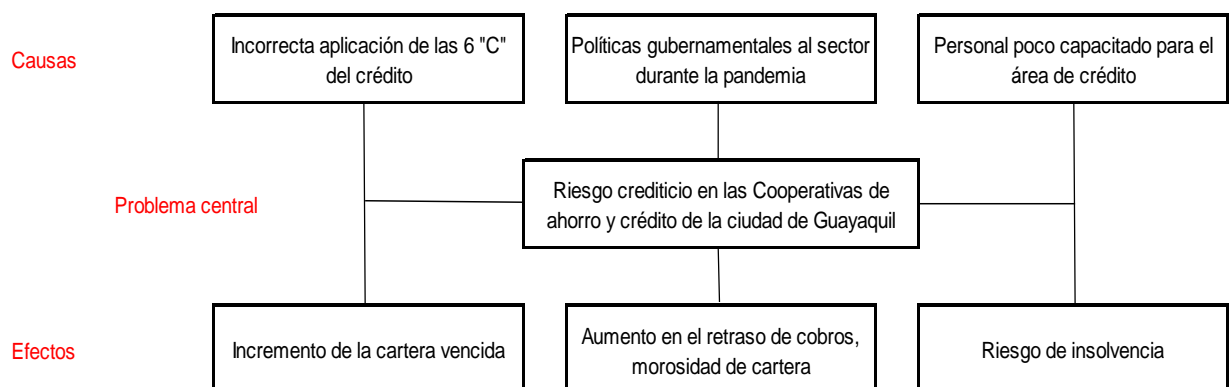 Causas
Incorrecta aplicación de las 6 "C"
del crédito
Políticas gubernamentales al sector
durante la pandemia
Personal poco capacitado para el
área de crédito
Problema central
Riesgo crediticio en las Cooperativas de
ahorro y crédito de la ciudad de Guayaquil
Efectos
Incremento de la cartera vencida
Aumento en el retraso de cobros,
morosidad de cartera
Riesgo de insolvencia